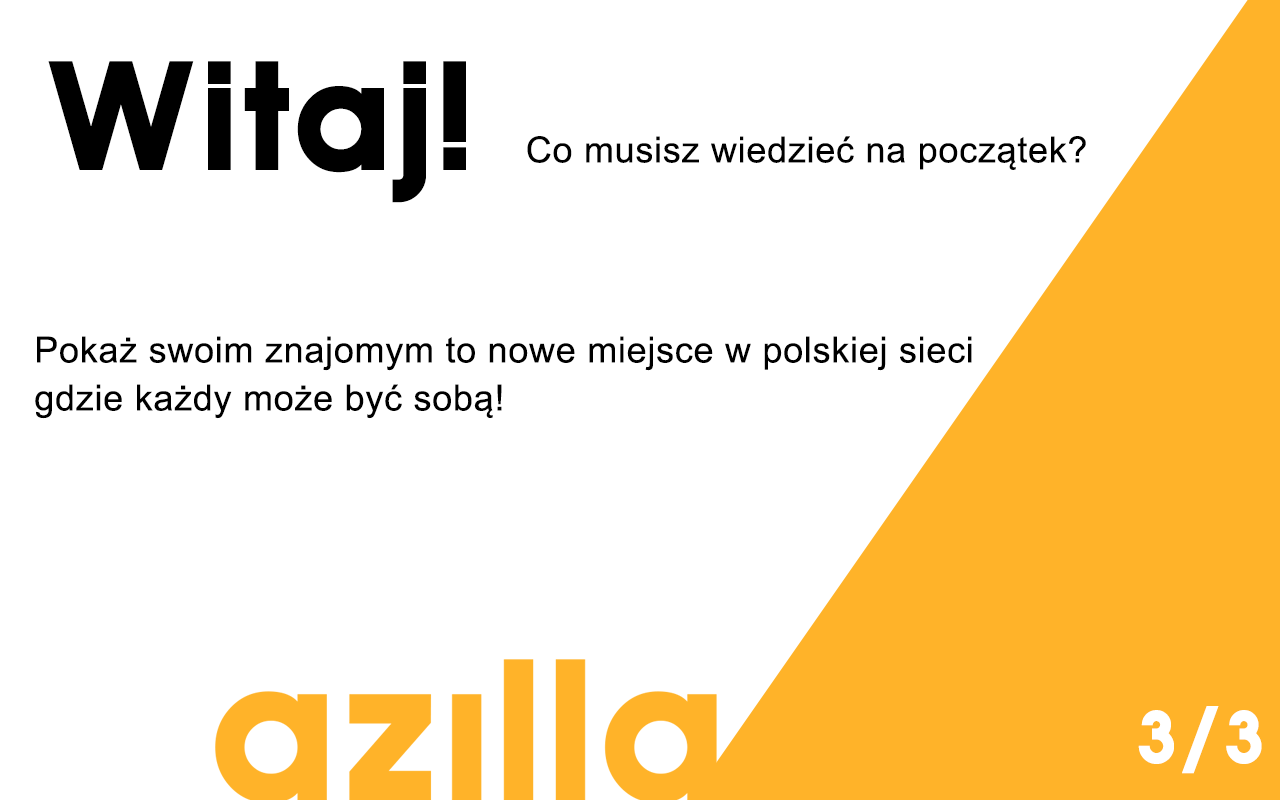 Witaj!
Co musisz wiedzieć na początek?
Pokaż swoim znajomym to nowe miejsce w polskiej sieci
gdzie każdy może być sobą!
azılla
3/3